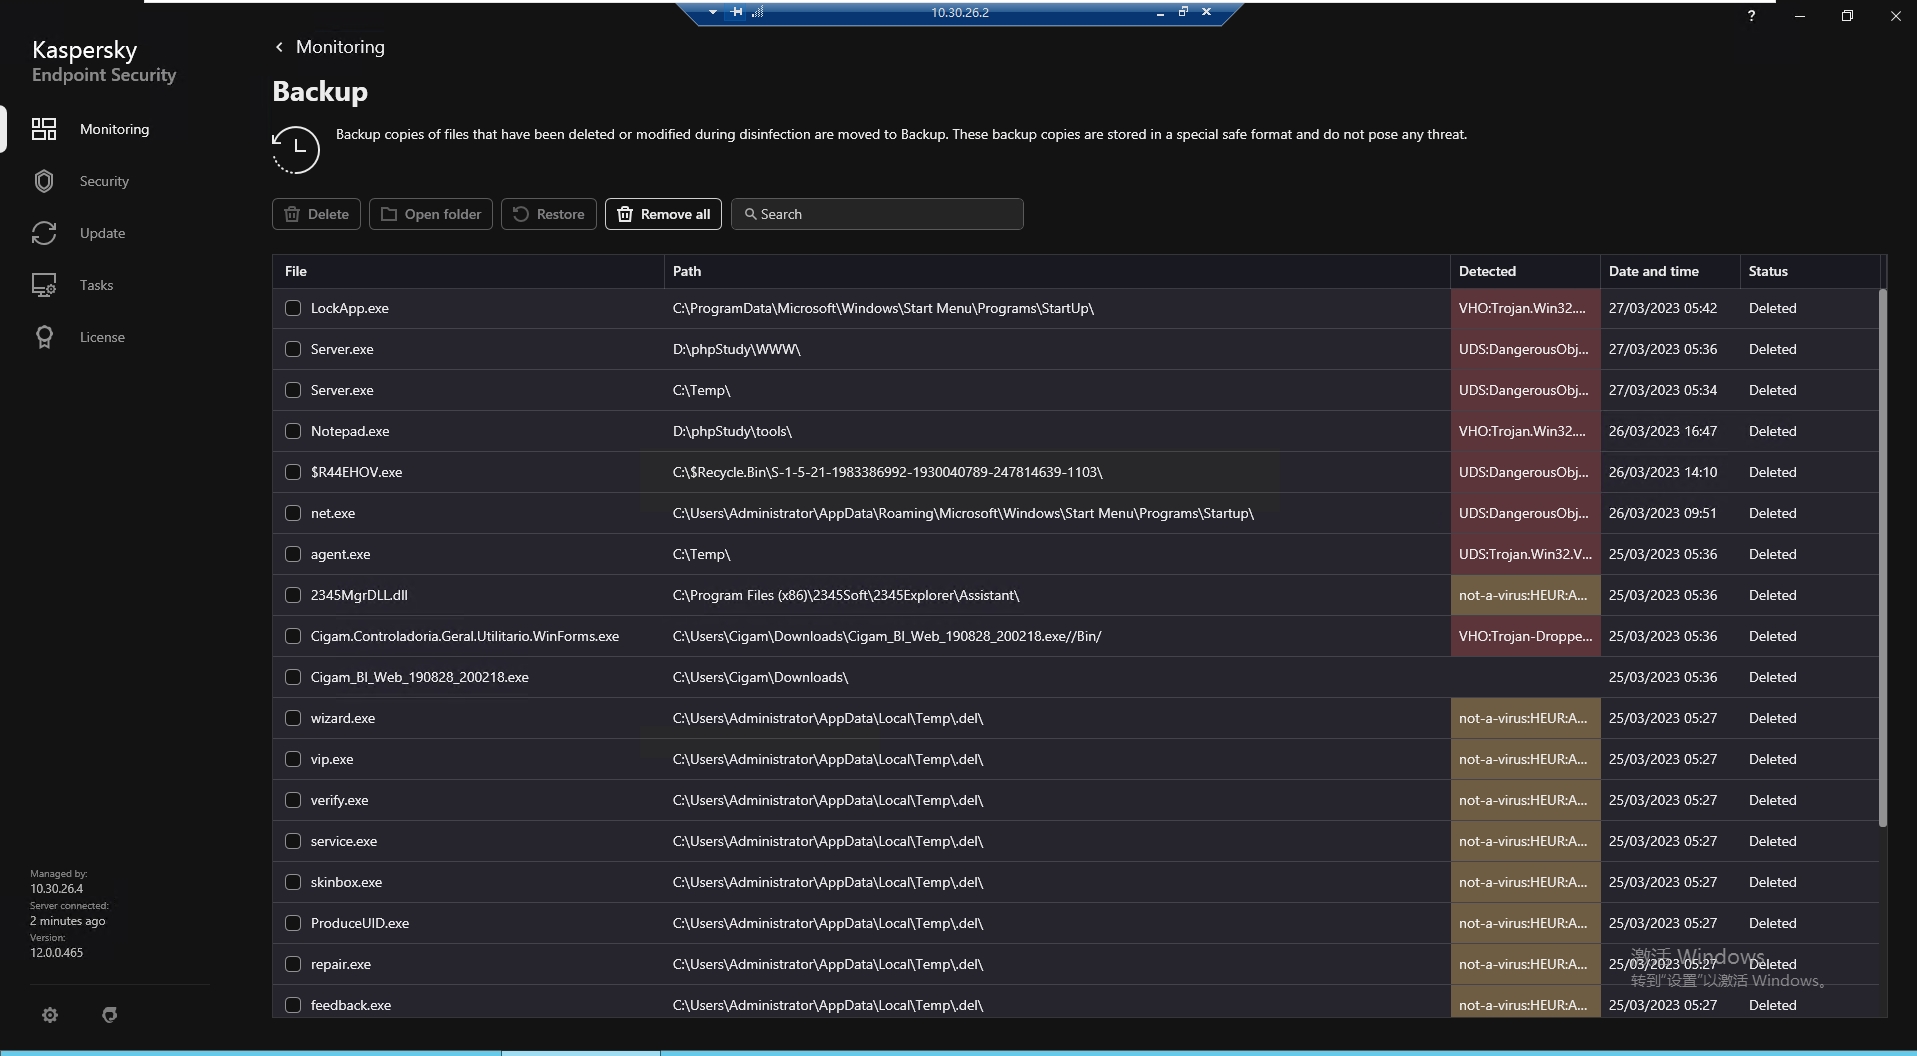 10.30.26.2
?
Kaspersky
Endpoint Security
Monitoring
Security
Update
Tasks
License
Managed by:
10.30.26.4
Server connected:
2 minutes ago
Version:
12.0.0.465
Monitoring
Backup
Backup copies of files that have been deleted or modified during disinfection are moved to Backup. These backup copies are stored in a special safe format and do not pose any threat.
Delete Open folder Restore Remove all Search
File Path Detected Date and time Status
LockApp.exe C:\ProgramData\Microsoft\Windows\Start Menu\Programs\StartUp\ VHO:Trojan.Win32.... 27/03/2023 05:42 Deleted
Server.exe D:\phpStudy\WWW\ UDS:DangerousObj... 27/03/2023 05:36 Deleted
Server.exe C:\Temp\ UDS:DangerousObj... 27/03/2023 05:34 Deleted
Notepad.exe D:\phpStudy\tools\ VHO:Trojan.Win32.... 26/03/2023 16:47 Deleted
$R44EHOV.exe C:\$Recycle.Bin\S-1-5-21-1983386992-1930040789-247814639-1103\ UDS:DangerousObj... 26/03/2023 14:10 Deleted
net.exe C:\Users\Administrator\AppData\Roaming\Microsoft\Windows\Start Menu\Programs\Startup\ UDS:DangerousObj... 26/03/2023 09:51 Deleted
agent.exe C:\Temp\ UDS:Trojan.Win32.V... 25/03/2023 05:36 Deleted
2345MgrDLL.dll C:\Program Files (x86)\2345Soft\2345Explorer\Assistant\ not-a-virus:HEUR:A... 25/03/2023 05:36 Deleted
Cigam.Controladoria.Geral.Utilitario.WinForms.exe C:\Users\Cigam\Downloads\Cigam_BI_Web_190828_200218.exe//Bin/ VHO:Trojan-Droppe... 25/03/2023 05:36 Deleted
Cigam_BI_Web_190828_200218.exe C:\Users\Cigam\Downloads\ 25/03/2023 05:36 Deleted
wizard.exe C:\Users\Administrator\AppData\Local\Temp\.del\ not-a-virus:HEUR:A... 25/03/2023 05:27 Deleted
vip.exe C:\Users\Administrator\AppData\Local\Temp\.del\ not-a-virus:HEUR:A... 25/03/2023 05:27 Deleted
verify.exe C:\Users\Administrator\AppData\Local\Temp\.del\ not-a-virus:HEUR:A... 25/03/2023 05:27 Deleted
service.exe C:\Users\Administrator\AppData\Local\Temp\.del\ not-a-virus:HEUR:A... 25/03/2023 05:27 Deleted
skinbox.exe C:\Users\Administrator\AppData\Local\Temp\.del\ not-a-virus:HEUR:A... 25/03/2023 05:27 Deleted
ProduceUID.exe C:\Users\Administrator\AppData\Local\Temp\.del\ not-a-virus:HEUR:A... 25/03/2023 05:27 Deleted
repair.exe C:\Users\Administrator\AppData\Local\Temp\.del\ not-a-virus:HEUR:A... 25/03/2023 05:27 Deleted
feedback.exe C:\Users\Administrator\AppData\Local\Temp\.del\ not-a-virus:HEUR:A... 25/03/2023 05:27 Deleted
激活 Windows
转到"设置"以激活 Windows。